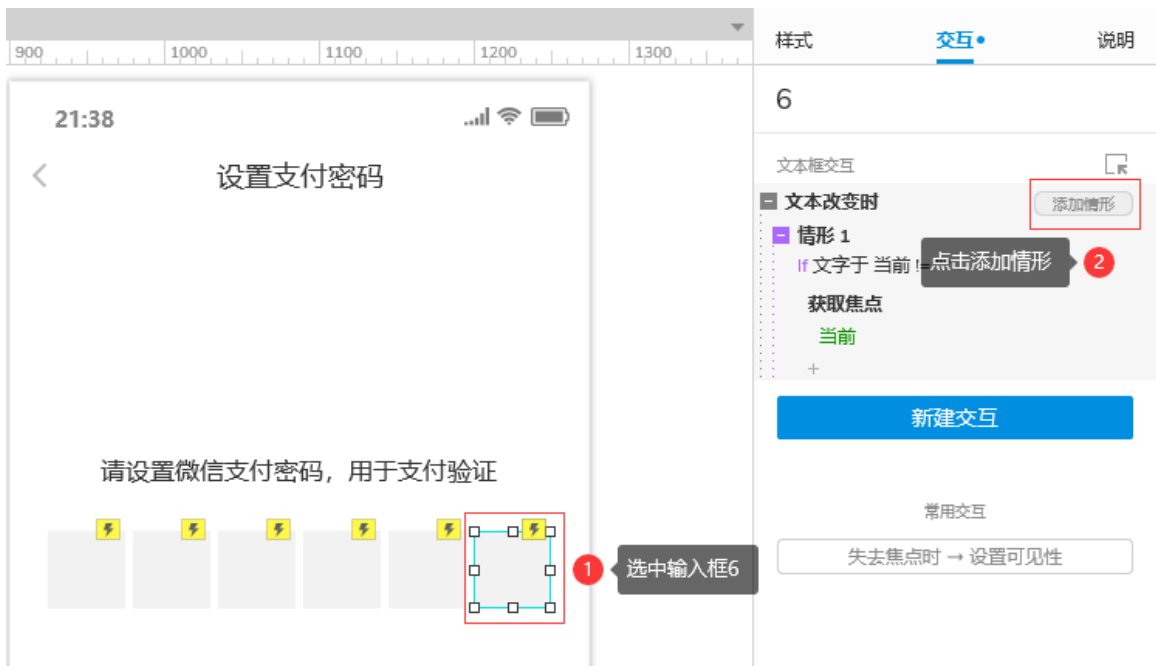 900 1000 1100 1200 1300
样式 交互 说明
6
21:38
设置支付密码
文本框交互
文本改变时 添加情形
情形 1
If 文字于 当前 !=
点击添加情形 2
获取焦点
当前
+
新建交互
请设置微信支付密码，用于支付验证
常用交互
失去焦点时 → 设置可见性
1 选中输入框6